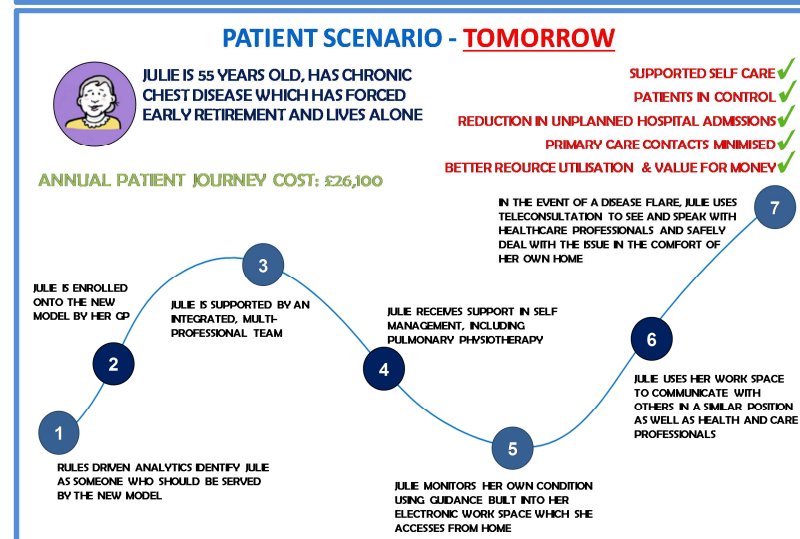 PATIENT SCENARIO - TOMORROW
JULIE IS 55 YEARS OLD, HAS CHRONIC
CHEST DISEASE WHICH HAS FORCED
EARLY RETIREMENT AND LIVES ALONE
SUPPORTED SELF CARE
PATIENTS IN CONTROL
REDUCTION IN UNPLANNED HOSPITAL ADMISSIONS
PRIMARY CARE CONTACTS MINIMISED
BETTER REOURCE UTILISATION & VALUE FOR MONEY
ANNUAL PATIENT JOURNEY COST: £26,100
1
RULES DRIVEN ANALYTICS IDENTIFY JULIE
AS SOMEONE WHO SHOULD BE SERVED
BY THE NEW MODEL
2
JULIE IS ENROLLED
ONTO THE NEW
MODEL BY HER GP
3
JULIE IS SUPPORTED BY AN
INTEGRATED, MULTI-
PROFESSIONAL TEAM
4
JULIE RECEIVES SUPPORT IN SELF
MANAGEMENT, INCLUDING
PULMONARY PHYSIOTHERAPY
5
JULIE MONITORS HER OWN CONDITION
USING GUIDANCE BUILT INTO HER
ELECTRONIC WORK SPACE WHICH SHE
ACCESSES FROM HOME
6
JULIE USES HER WORK SPACE
TO COMMUNICATE WITH
OTHERS IN A SIMILAR POSITION
AS WELL AS HEALTH AND CARE
PROFESSIONALS
7
IN THE EVENT OF A DISEASE FLARE, JULIE USES
TELECONSULTATION TO SEE AND SPEAK WITH
HEALTHCARE PROFESSIONALS AND SAFELY
DEAL WITH THE ISSUE IN THE COMFORT OF
HER OWN HOME